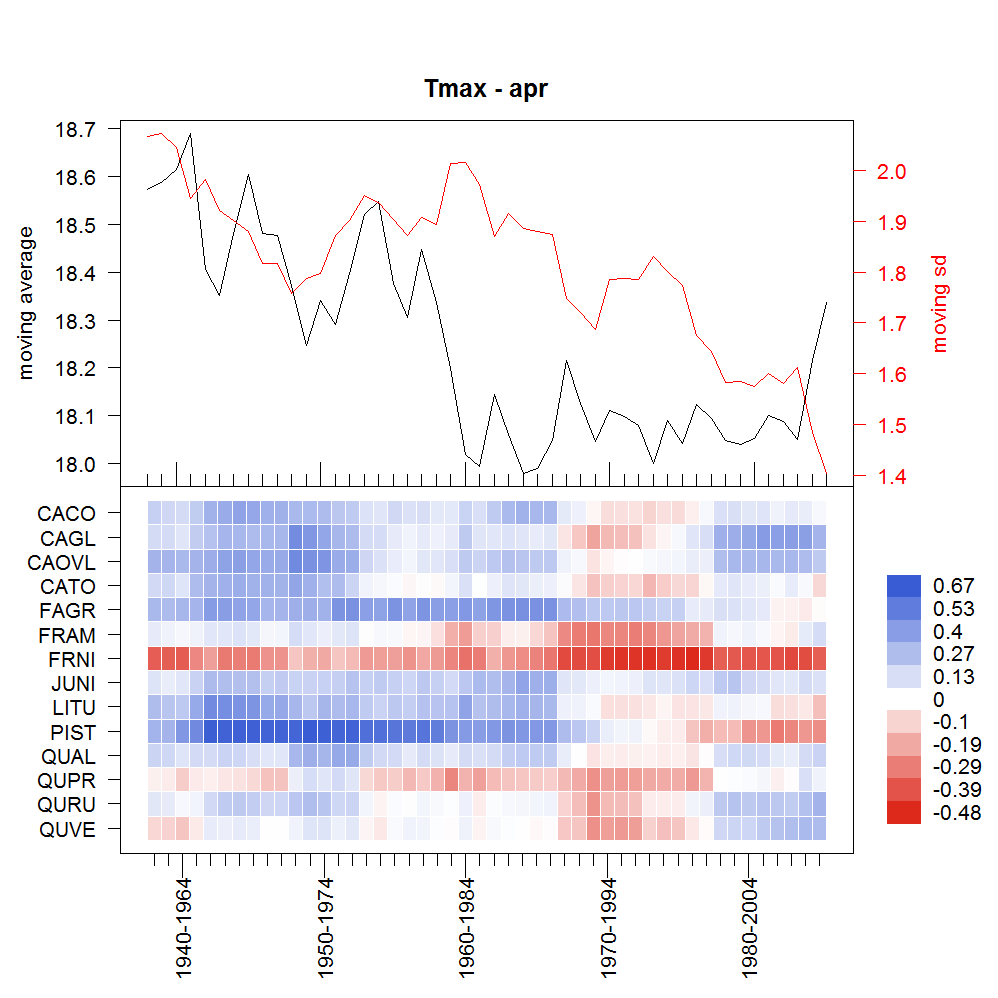 Tmax - apr
18.7
18.6
18.5
18.4
18.3
18.2
18.1
18.0
moving average
2.0
1.9
1.8
1.7
1.6
1.5
1.4
moving sd
CACO
CAGL
CAOVL
CATO
FAGR
FRAM
FRNI
JUNI
LITU
PIST
QUAL
QUPR
QURU
QUVE
0.67
0.53
0.4
0.27
0.13
0
-0.1
-0.19
-0.29
-0.39
-0.48
1940-1964
1950-1974
1960-1984
1970-1994
1980-2004